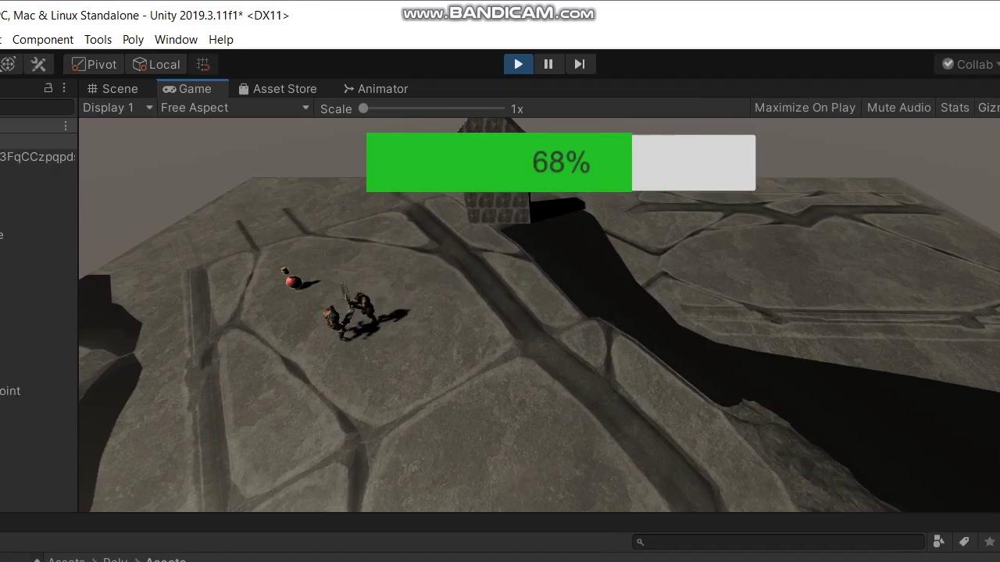 PC, Mac & Linux Standalone - Unity 2019.3.11f1* <DX11>
www.BANDICAM.com
Component Tools Poly Window Help
Pivot Local
Collab
Scene Game Asset Store Animator
Display 1 Free Aspect Scale 1x Maximize On Play Mute Audio Stats Giz
3FqCCzpqpd
68%
e
oint
Assets > Poly > Assets